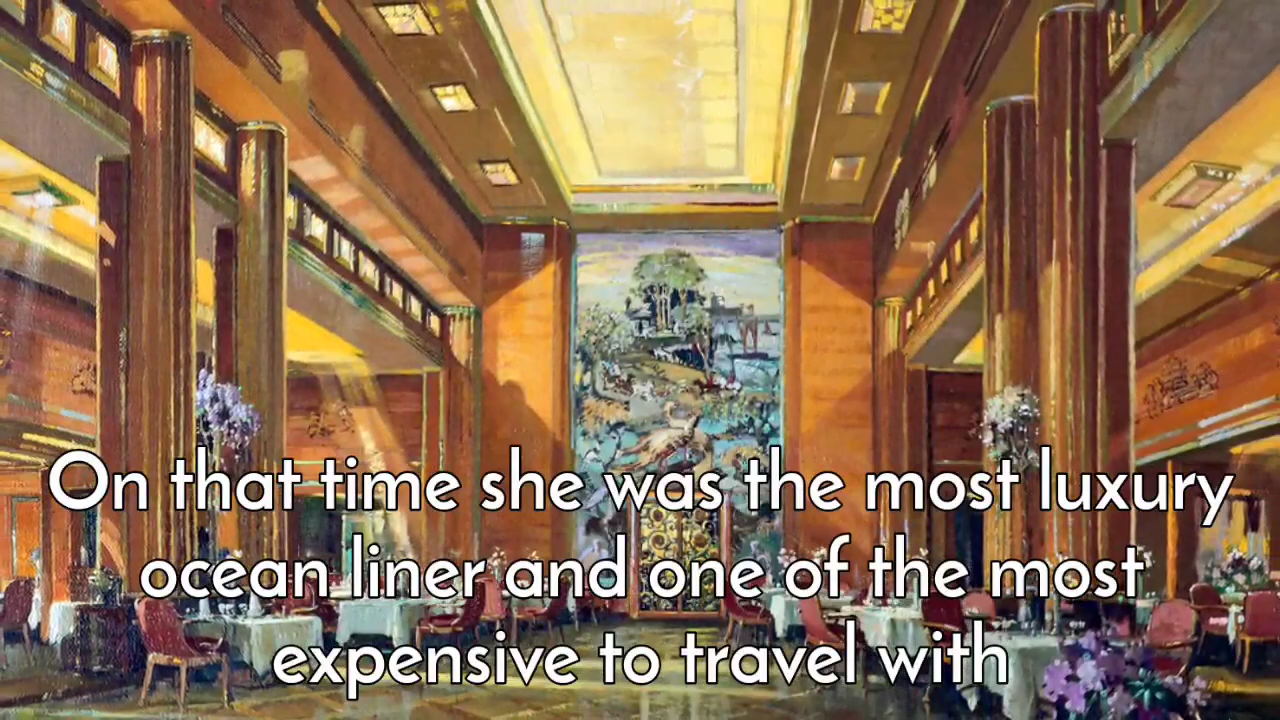 On that time she was the most luxury
ocean liner and one of the most
expensive to travel with